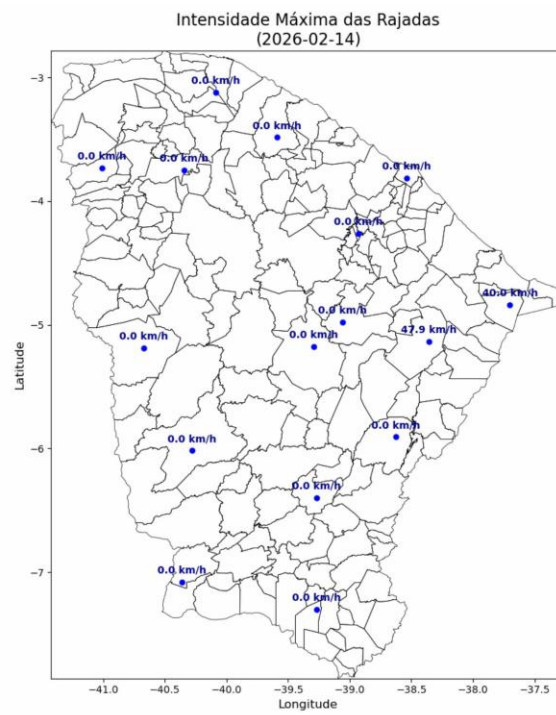 Intensidade Máxima das Rajadas
(2026-02-14)
−3
0.0 km/h
0.0 km/h
0.0 km/h
0.0 km/h
0.0 km/h
−4
0.0 km/h
40.0 km/h
0.0 km/h
−5
0.0 km/h
0.0 km/h
47.9 km/h
Latitude
0.0 km/h
0.0 km/h
−6
0.0 km/h
−7
0.0 km/h
0.0 km/h
−41.0 −40.5 −40.0 −39.5 −39.0 −38.5 −38.0 −37.5
Longitude